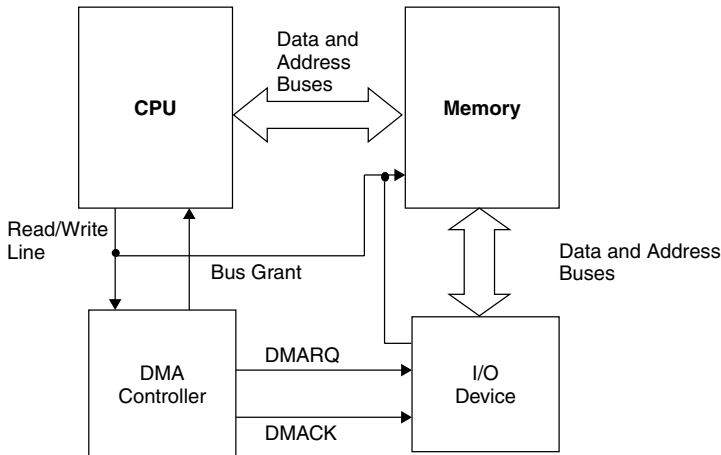 Data and
Address
Buses
CPU
Memory
Read/Write
Line
Bus Grant
Data and Address
Buses
DMARQ
DMA
Controller
I/O
Device
DMACK